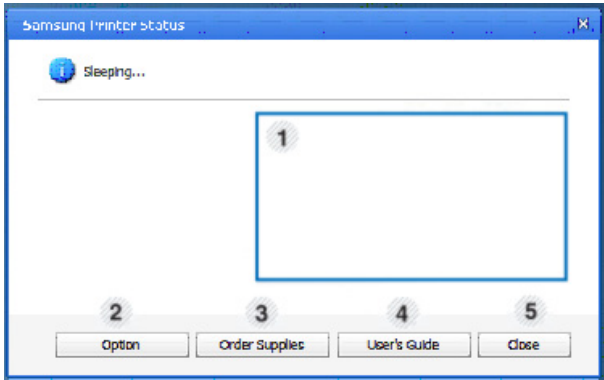 Samsung Printer Status
Sleeping...
1
2 3 4 5
Option Order Supplies User's Guide Close